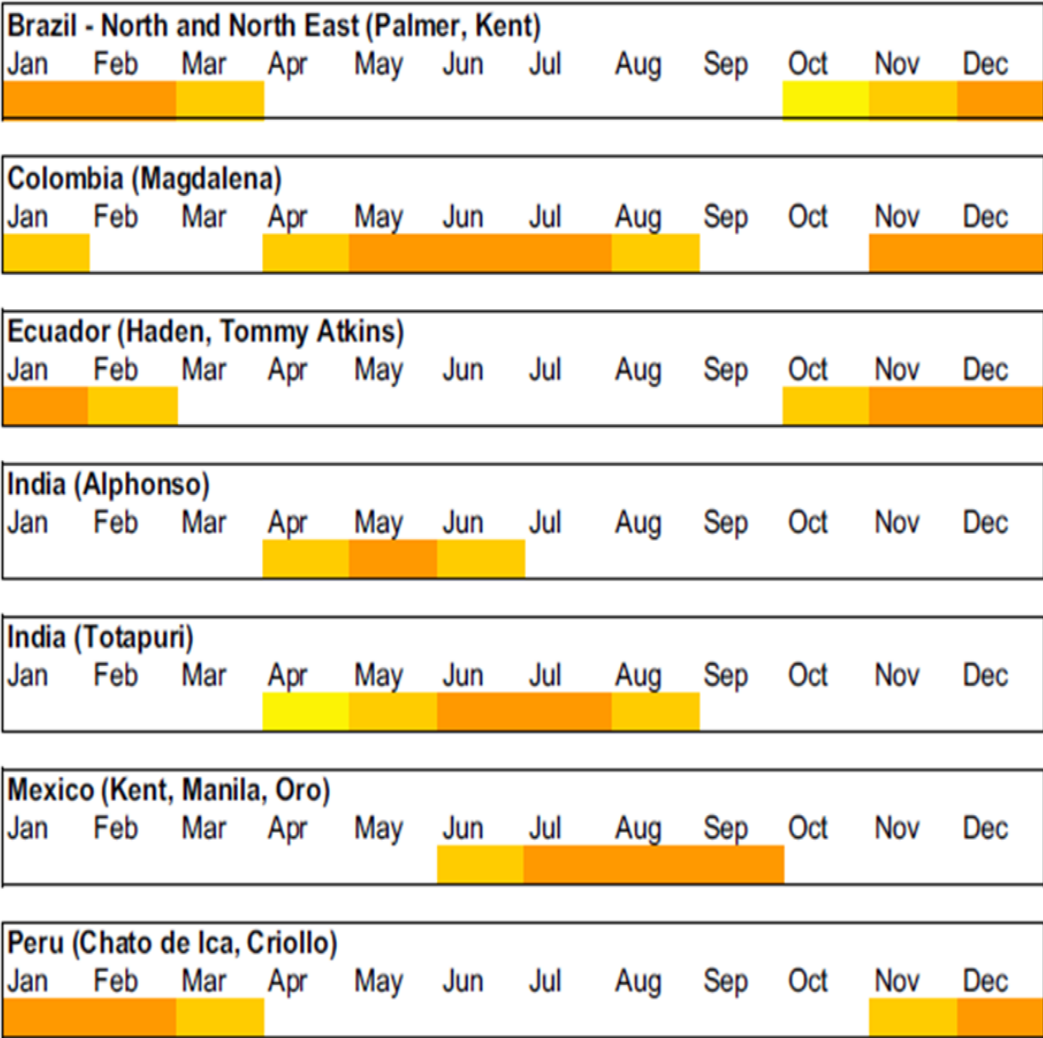 Brazil - North and North East (Palmer, Kent)
Jan Feb Mar Apr May Jun Jul Aug Sep Oct Nov Dec
Colombia (Magdalena)
Jan Feb Mar Apr May Jun Jul Aug Sep Oct Nov Dec
Ecuador (Haden, Tommy Atkins)
Jan Feb Mar Apr May Jun Jul Aug Sep Oct Nov Dec
India (Alphonso)
Jan Feb Mar Apr May Jun Jul Aug Sep Oct Nov Dec
India (Totapuri)
Jan Feb Mar Apr May Jun Jul Aug Sep Oct Nov Dec
Mexico (Kent, Manila, Oro)
Jan Feb Mar Apr May Jun Jul Aug Sep Oct Nov Dec
Peru (Chato de Ica, Criollo)
Jan Feb Mar Apr May Jun Jul Aug Sep Oct Nov Dec